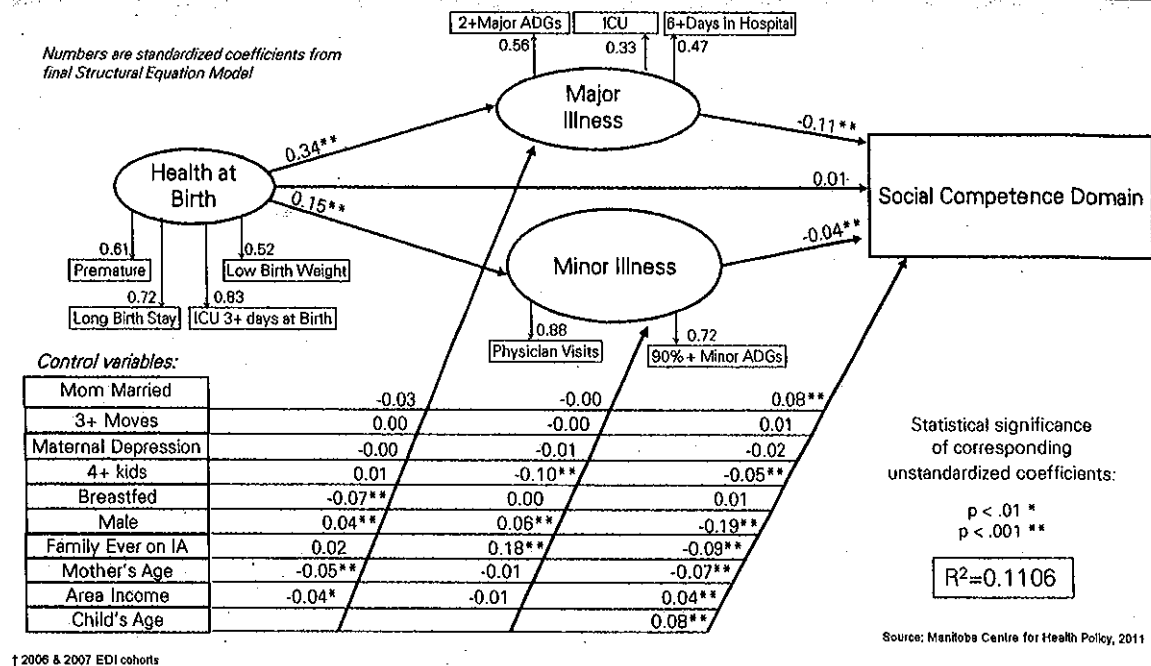 2+Major ADGs ICU 6+Days in Hospital
0.56 0.33 0.47
Numbers are standardized coefficients from
final Structural Equation Model
Major
Illness
-0.11**
0.34**
Health at
Birth
0.01
Social Competence Domain
0.15**
-0.04**
Minor Illness
0.61 0.52
Premature Low Birth Weight
0.72 0.83
Long Birth Stay ICU 3+ days at Birth
0.88 0.72
Physician Visits 90%+ Minor ADGs
Control variables:
Mom Married -0.03 -0.00 0.08**
3+ Moves 0.00 -0.00 0.01
Maternal Depression -0.00 -0.01 -0.02
4+ kids 0.01 -0.10** -0.05**
Breastfed -0.07** 0.00 0.01
Male 0.04** 0.06** -0.19**
Family Ever on IA 0.02 0.18** -0.09**
Mother's Age -0.05** -0.01 -0.07**
Area Income -0.04* -0.01 0.04**
Child's Age 0.08**
Statistical significance
of corresponding
unstandardized coefficients:
p < .01 *
p < .001 **
R²=0.1106
Source: Manitoba Centre for Health Policy, 2011
† 2006 & 2007 EDI cohorts